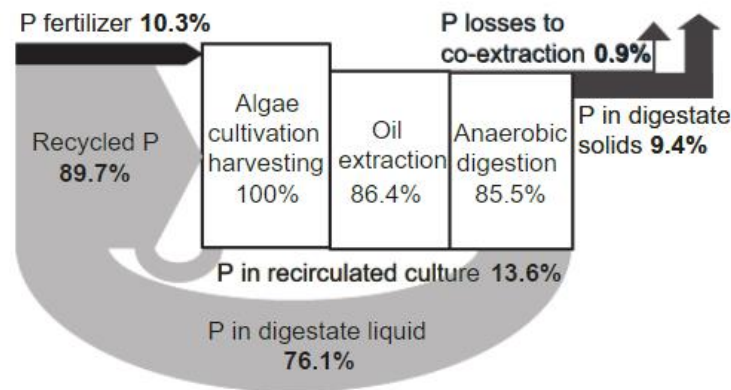 P fertilizer 10.3%
P losses to
co-extraction 0.9%
Algae
cultivation
harvesting
100%
Oil
extraction
86.4%
Anaerobic
digestion
85.5%
P in digestate
solids 9.4%
Recycled P
89.7%
P in recirculated culture 13.6%
P in digestate liquid
76.1%